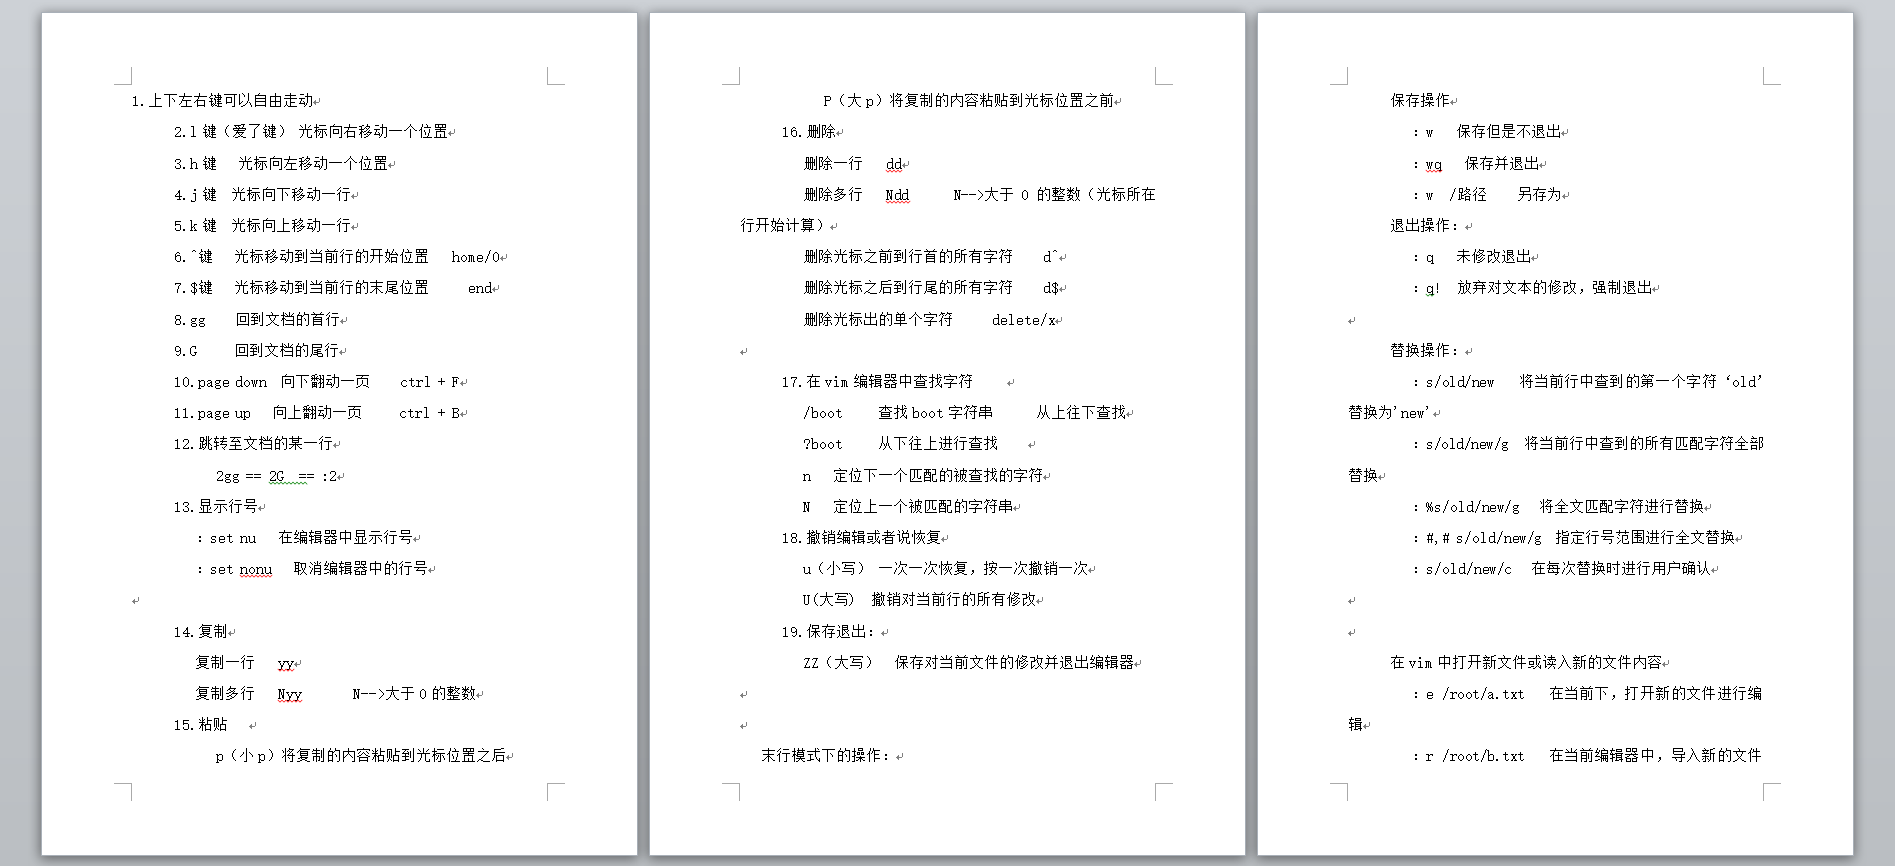 1.上下左右键可以自由走动
2.l 键（爱了键） 光标向右移动一个位置
3.h 键 光标向左移动一个位置
4.j 键 光标向下移动一行
5.k 键 光标向上移动一行
6.^键 光标移动到当前行的开始位置 home/0
7.$键 光标移动到当前行的末尾位置 end
8.gg 回到文档的首行
9.G 回到文档的尾行
10.page down 向下翻动一页 ctrl + F
11.page up 向上翻动一页 ctrl + B
12.跳转至文档的某一行
2gg == 2G == :2
13.显示行号
：set nu 在编辑器中显示行号
：set nonu 取消编辑器中的行号
14.复制
复制一行 yy
复制多行 Nyy N-->大于 0 的整数
15.粘贴
p（小 p）将复制的内容粘贴到光标位置之后
P（大 p）将复制的内容粘贴到光标位置之前
16.删除
删除一行 dd
删除多行 Ndd N-->大于 0 的整数（光标所在
行开始计算）
删除光标之前到行首的所有字符 d^
删除光标之后到行尾的所有字符 d$
删除光标出的单个字符 delete/x
17.在 vim 编辑器中查找字符
/boot 查找 boot 字符串 从上往下查找
?boot 从下往上进行查找
n 定位下一个匹配的被查找的字符
N 定位上一个被匹配的字符串
18.撤销编辑或者说恢复
u（小写） 一次一次恢复，按一次撤销一次
U(大写) 撤销对当前行的所有修改
19.保存退出：
ZZ（大写） 保存对当前文件的修改并退出编辑器
末行模式下的操作：
保存操作
：w 保存但是不退出
：wq 保存并退出
：w /路径 另存为
退出操作：
：q 未修改退出
：q! 放弃对文本的修改，强制退出
替换操作：
：s/old/new 将当前行中查到的第一个字符‘old’
替换为'new'
：s/old/new/g 将当前行中查到的所有匹配字符全部
替换
：%s/old/new/g 将全文匹配字符进行替换
：#,# s/old/new/g 指定行号范围进行全文替换
：s/old/new/c 在每次替换时进行用户确认
在 vim 中打开新文件或读入新的文件内容
：e /root/a.txt 在当前下，打开新的文件进行编
辑
：r /root/b.txt 在当前编辑器中，导入新的文件